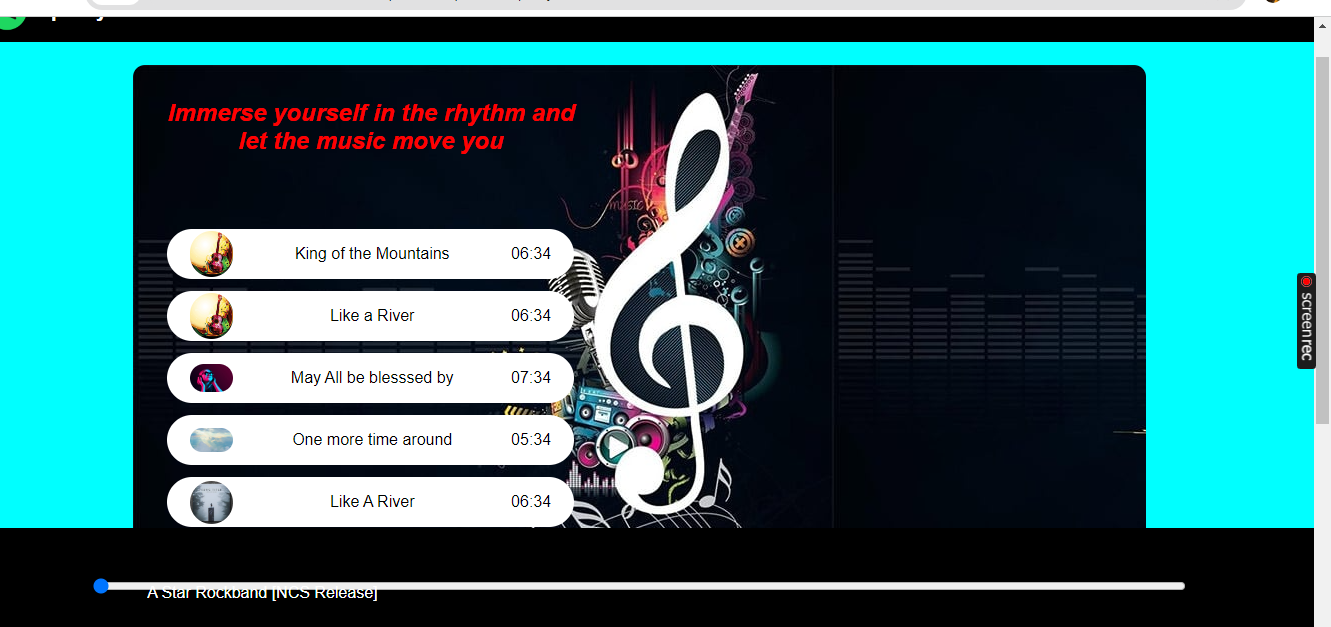 Immerse yourself in the rhythm and
let the music move you
MUSIC
King of the Mountains 06:34
Like a River 06:34
May All be blesssed by 07:34
One more time around 05:34
Like A River 06:34
screenrec
A Star Rockband [NCS Release]